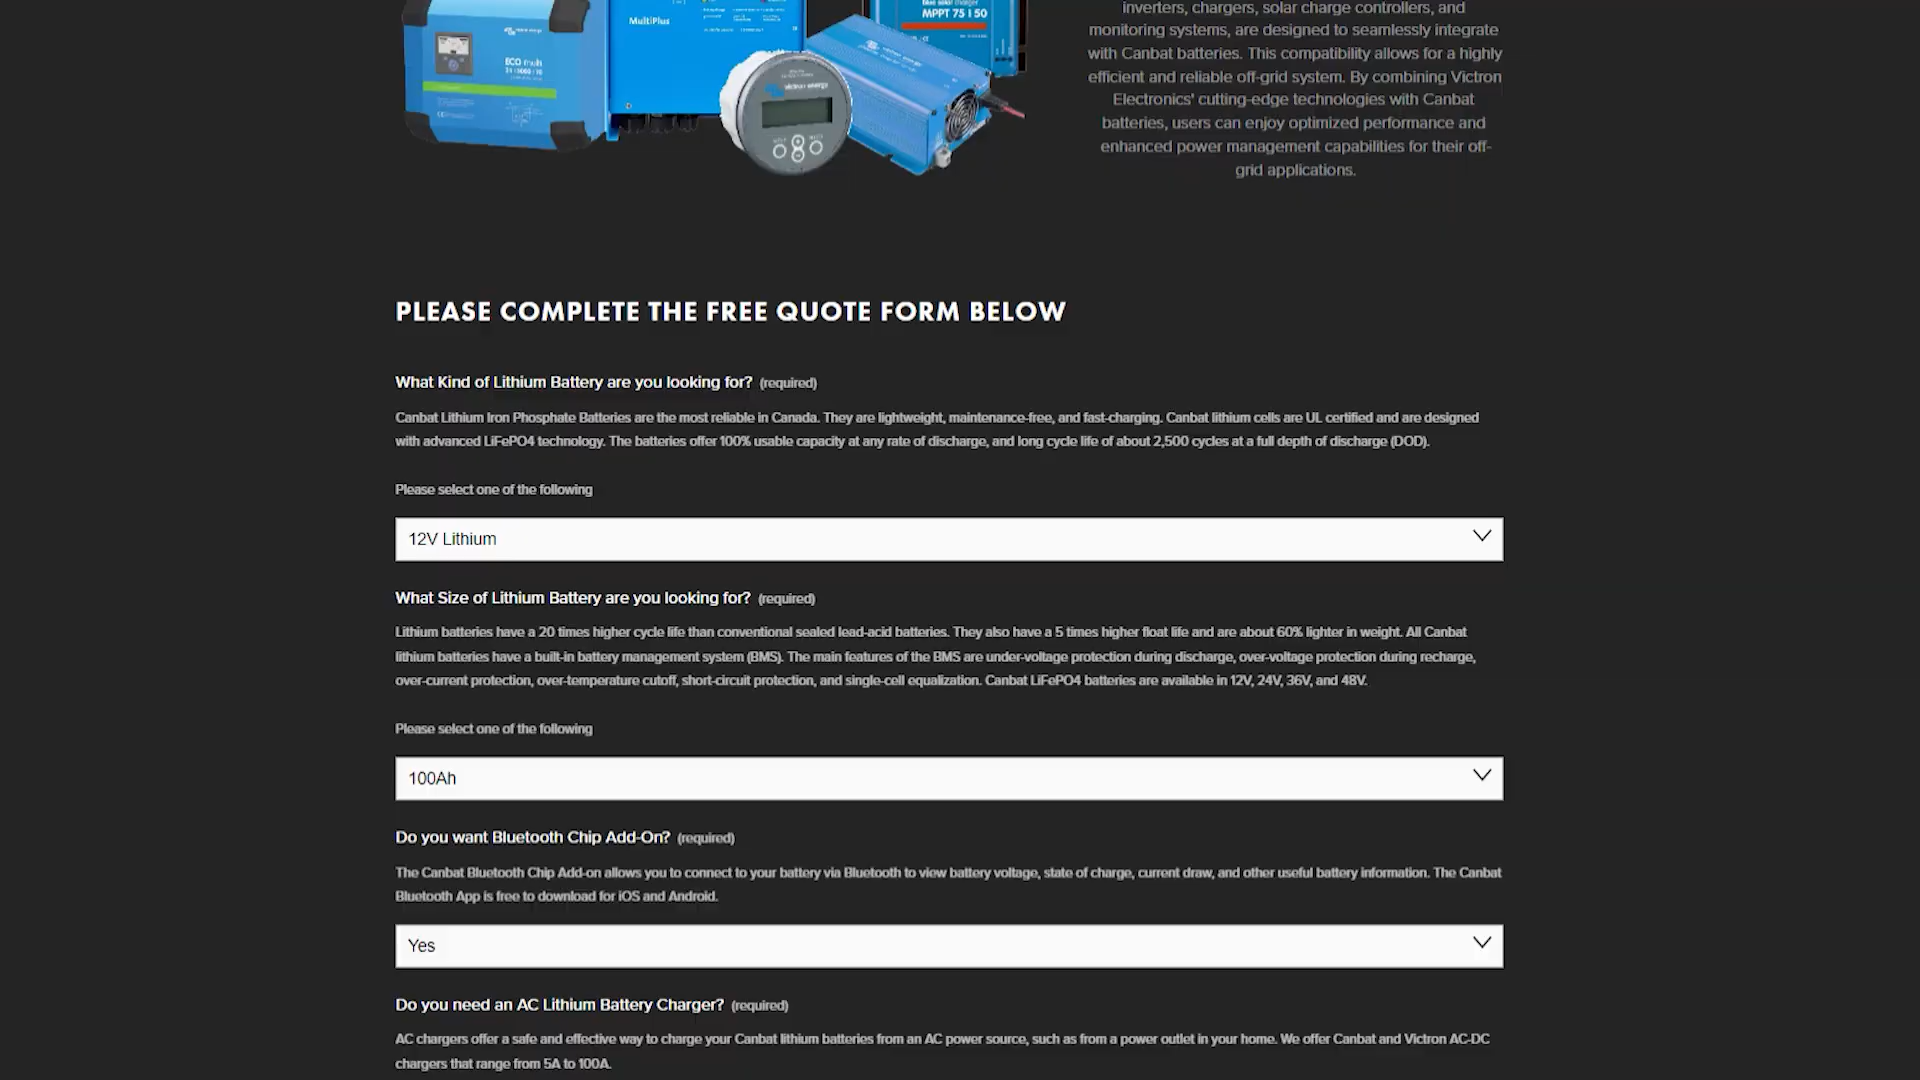 MultiPlus
ECO multi
MPPT 75 | 50
victron energy
inverters, chargers, solar charge controllers, and
monitoring systems, are designed to seamlessly integrate
with Canbat batteries. This compatibility allows for a highly
efficient and reliable off-grid system. By combining Victron
Electronics' cutting-edge technologies with Canbat
batteries, users can enjoy optimized performance and
enhanced power management capabilities for their off-
grid applications.
PLEASE COMPLETE THE FREE QUOTE FORM BELOW
What Kind of Lithium Battery are you looking for? (required)
Canbat Lithium Iron Phosphate Batteries are the most reliable in Canada. They are lightweight, maintenance-free, and fast-charging. Canbat lithium cells are UL certified and are designed
with advanced LiFePO4 technology. The batteries offer 100% usable capacity at any rate of discharge, and long cycle life of about 2,500 cycles at a full depth of discharge (DOD).
Please select one of the following
12V Lithium
What Size of Lithium Battery are you looking for? (required)
Lithium batteries have a 20 times higher cycle life than conventional sealed lead-acid batteries. They also have a 5 times higher float life and are about 60% lighter in weight. All Canbat
lithium batteries have a built-in battery management system (BMS). The main features of the BMS are under-voltage protection during discharge, over-voltage protection during recharge,
over-current protection, over-temperature cutoff, short-circuit protection, and single-cell equalization. Canbat LiFePO4 batteries are available in 12V, 24V, 36V, and 48V.
Please select one of the following
100Ah
Do you want Bluetooth Chip Add-On? (required)
The Canbat Bluetooth Chip Add-on allows you to connect to your battery via Bluetooth to view battery voltage, state of charge, current draw, and other useful battery information. The Canbat
Bluetooth App is free to download for iOS and Android.
Yes
Do you need an AC Lithium Battery Charger? (required)
AC chargers offer a safe and effective way to charge your Canbat lithium batteries from an AC power source, such as from a power outlet in your home. We offer Canbat and Victron AC-DC
chargers that range from 5A to 100A.